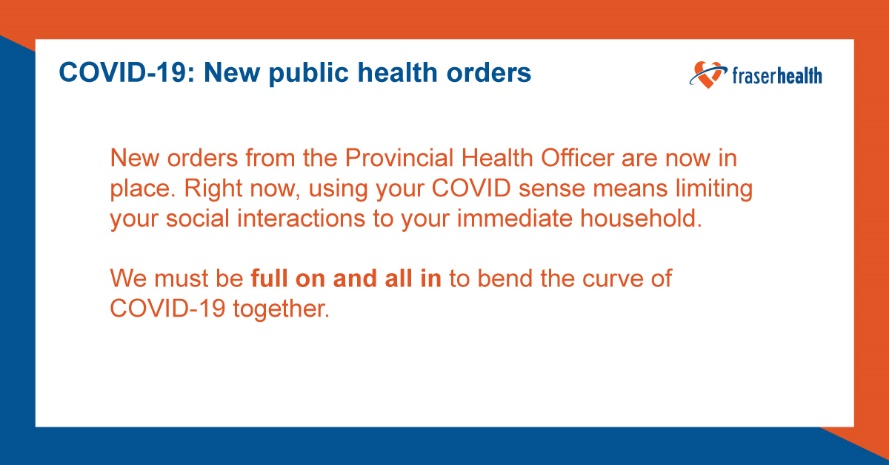 COVID-19: New public health orders
fraserhealth
New orders from the Provincial Health Officer are now in
place. Right now, using your COVID sense means limiting
your social interactions to your immediate household.
We must be full on and all in to bend the curve of
COVID-19 together.